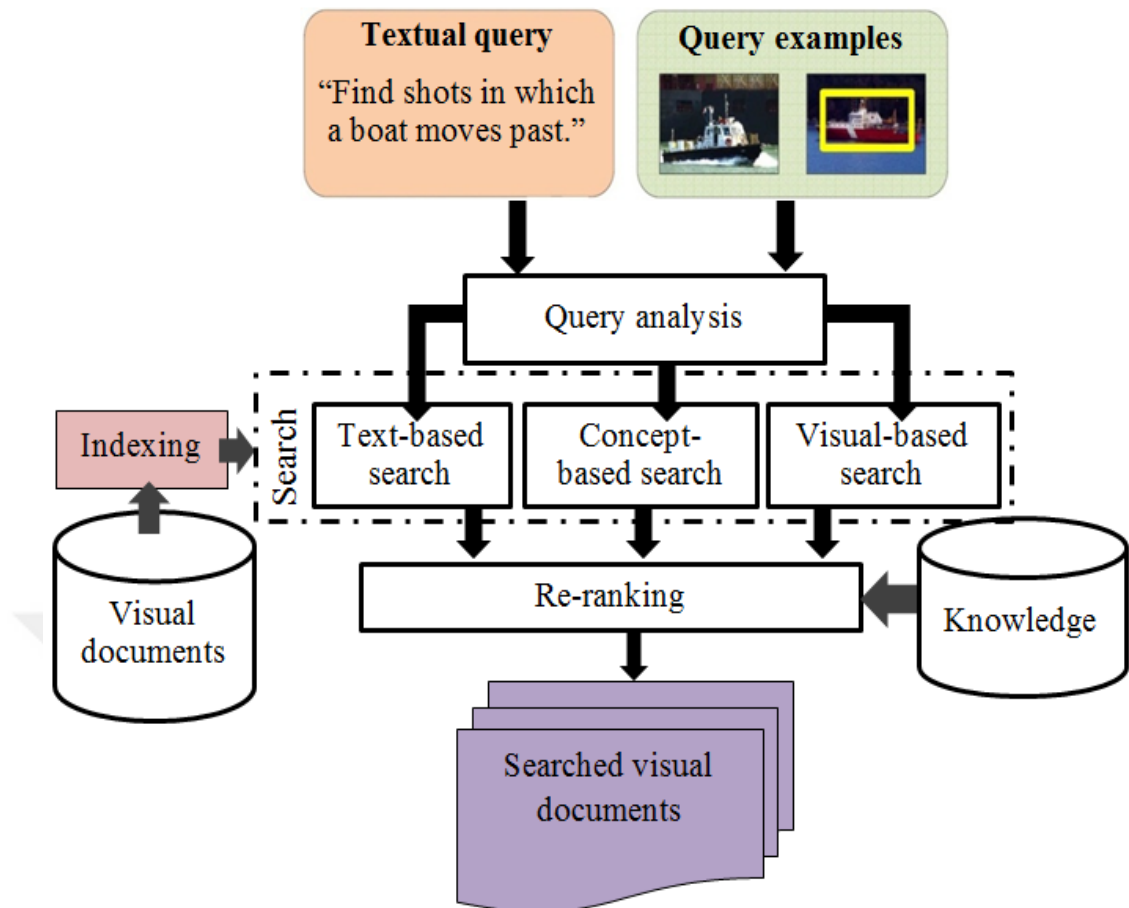 Textual query
“Find shots in which
a boat moves past.”
Query examples
Query analysis
Indexing
Search
Text-based
search
Concept-
based search
Visual-based
search
Re-ranking
Visual
documents
Knowledge
Searched visual
documents